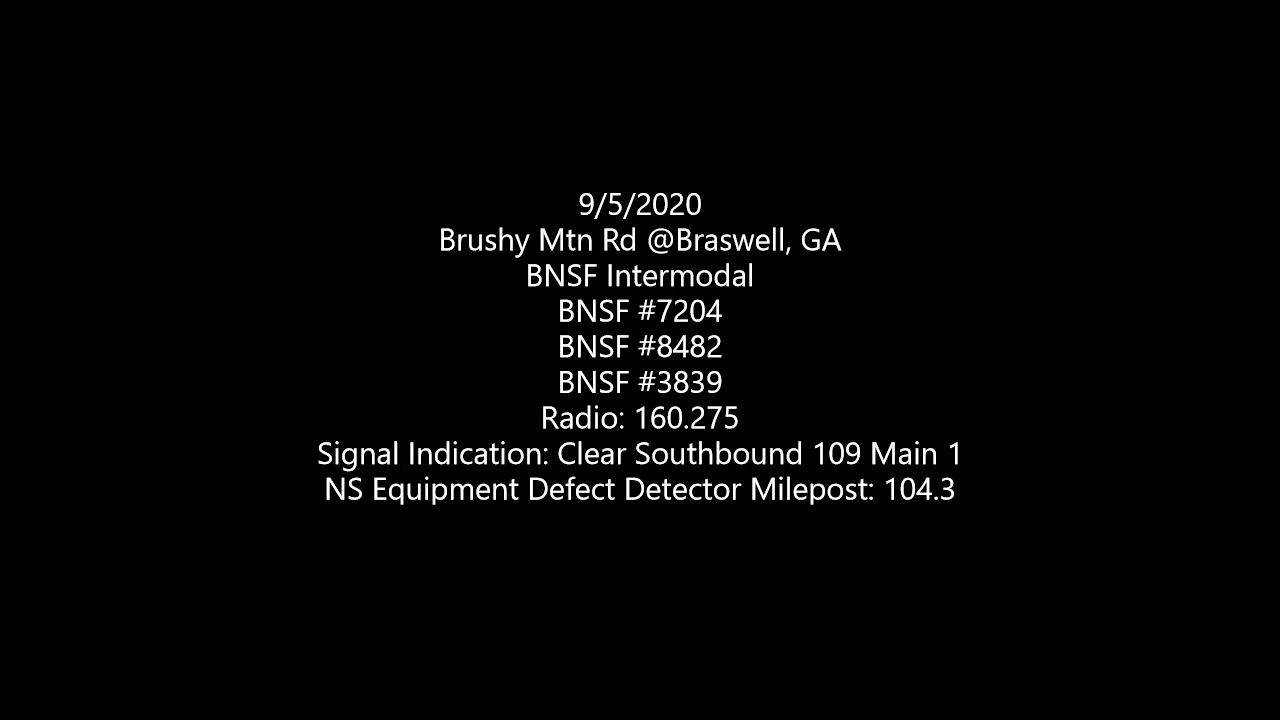 9/5/2020
Brushy Mtn Rd @Braswell, GA
BNSF Intermodal
BNSF #7204
BNSF #8482
BNSF #3839
Radio: 160.275
Signal Indication: Clear Southbound 109 Main 1
NS Equipment Defect Detector Milepost: 104.3